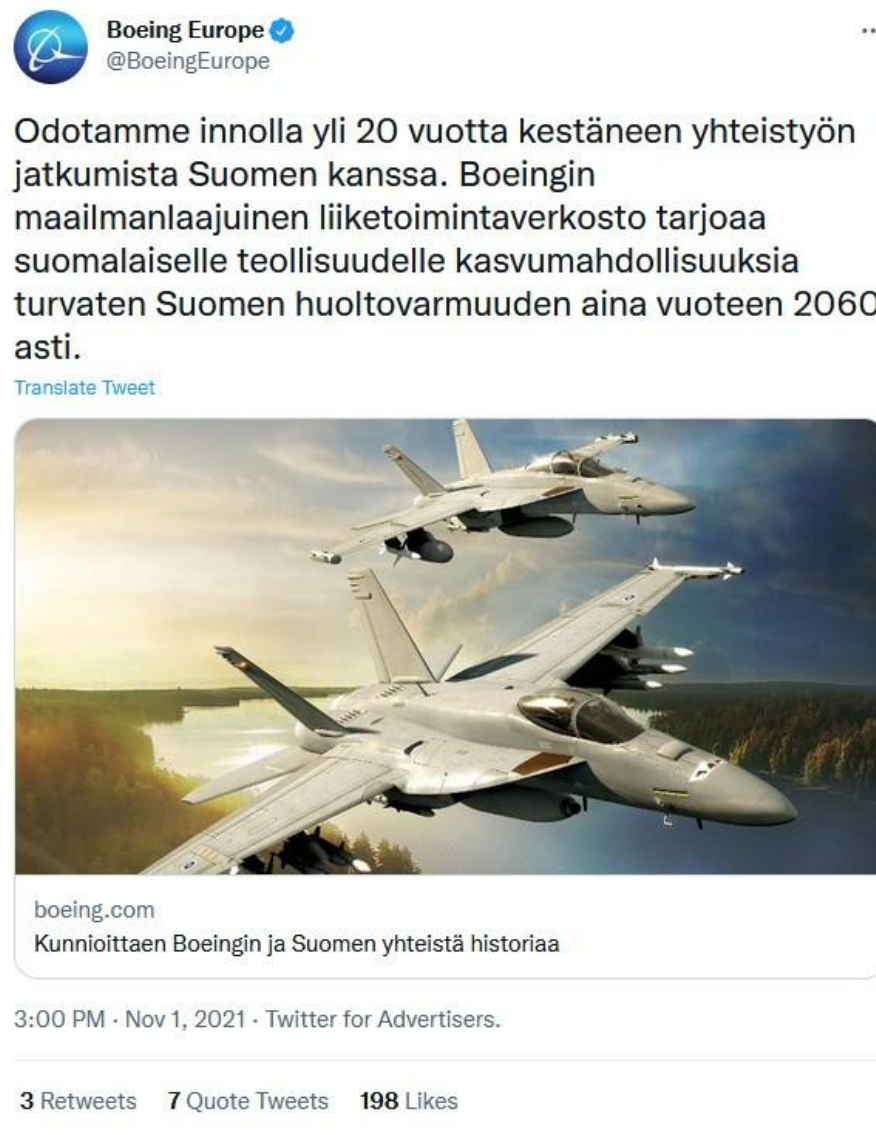 Boeing Europe
@BoeingEurope
Odotamme innolla yli 20 vuotta kestäneen yhteistyön
jatkumista Suomen kanssa. Boeingin
maailmanlaajuinen liiketoimintaverkosto tarjoaa
suomalaiselle teollisuudelle kasvumahdollisuuksia
turvaten Suomen huoltovarmuuden aina vuoteen 2060
asti.
Translate Tweet
boeing.com
Kunnioittaen Boeingin ja Suomen yhteistä historiaa
3:00 PM · Nov 1, 2021 · Twitter for Advertisers.
3 Retweets 7 Quote Tweets 198 Likes